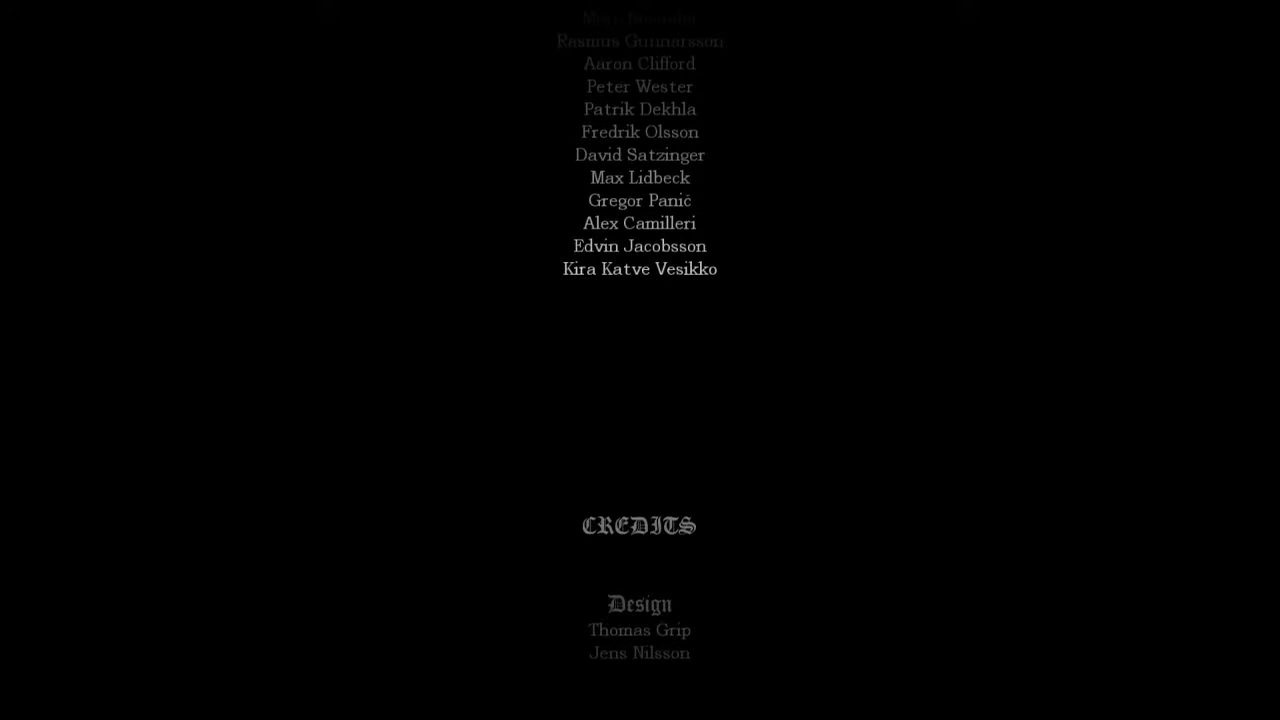 Rasmus Gunnarsson
Aaron Clifford
Peter Wester
Patrik Dekhla
Fredrik Olsson
David Satzinger
Max Lidbeck
Gregor Panič
Alex Camilleri
Edvin Jacobsson
Kira Katve Vesikko
CREDITS
Design
Thomas Grip
Jens Nilsson